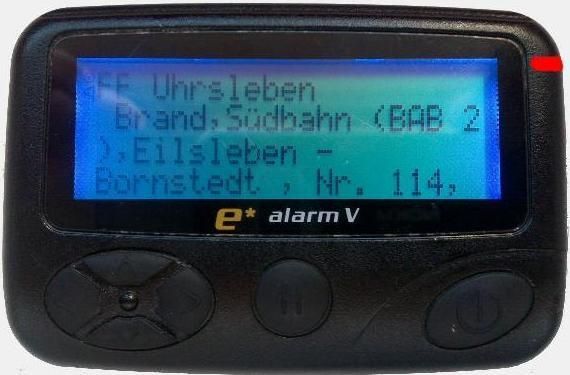 FF Uhrsleben
Brand,Südbahn (BAB 2
),Eilsleben -
Bornstedt , Nr. 114,
e* alarm V